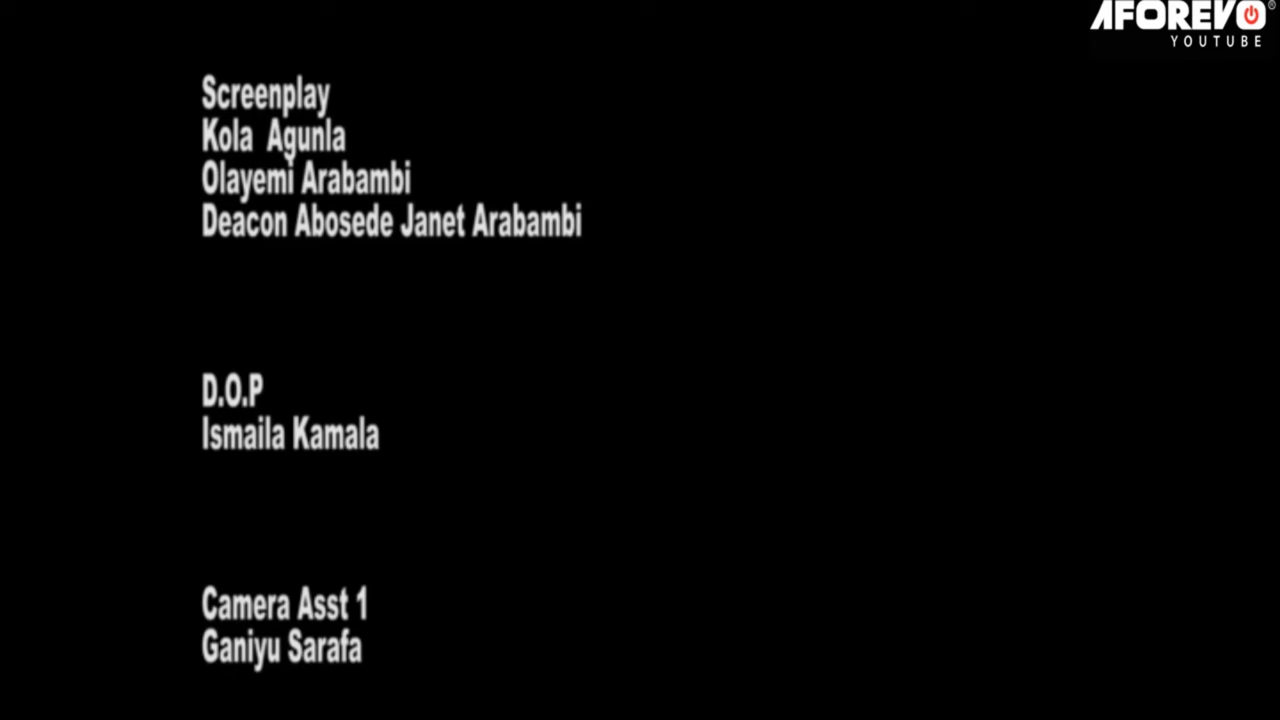 AFOREVO®
YOUTUBE
Screenplay
Kola Agunla
Olayemi Arabambi
Deacon Abosede Janet Arabambi
D.O.P
Ismaila Kamala
Camera Asst 1
Ganiyu Sarafa